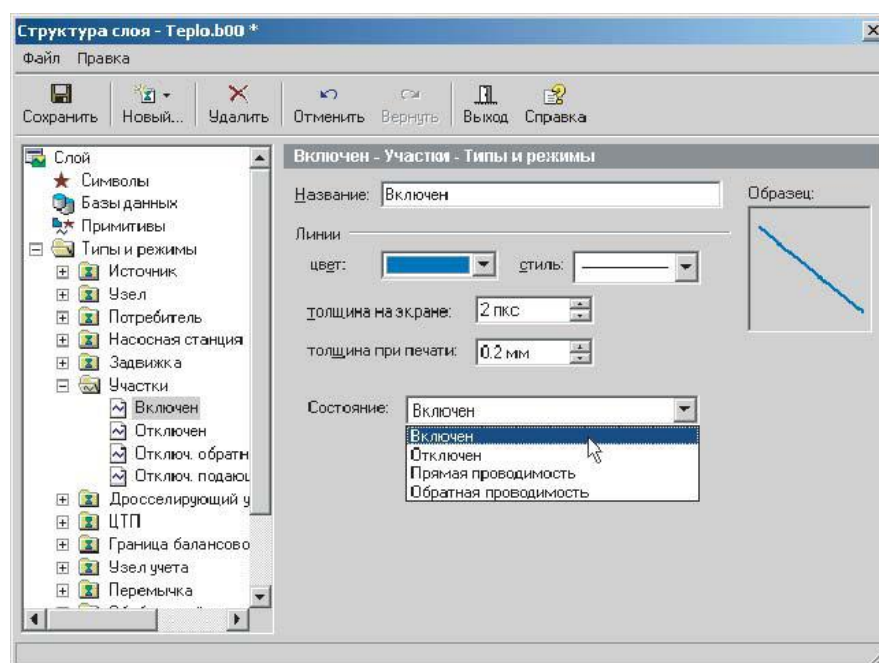 Структура слоя - Teplo.b00 *
Файл Правка
Сохранить Новый... Удалить Отменить Вернуть Выход Справка
Слой
Символы
Базы данных
Примитивы
Типы и режимы
Источник
Узел
Потребитель
Насосная станция
Задвижка
Участки
Включен
Отключен
Отключ. обратн
Отключ. подающ
Дросселирующий у
ЦТП
Граница балансово
Узел учета
Перемычка
Включен - Участки - Типы и режимы
Название: Включен
Образец:
Линии
цвет: стиль:
толщина на экране: 2 пкс
толщина при печати: 0.2 мм
Состояние: Включен
Включен
Отключен
Прямая проводимость
Обратная проводимость